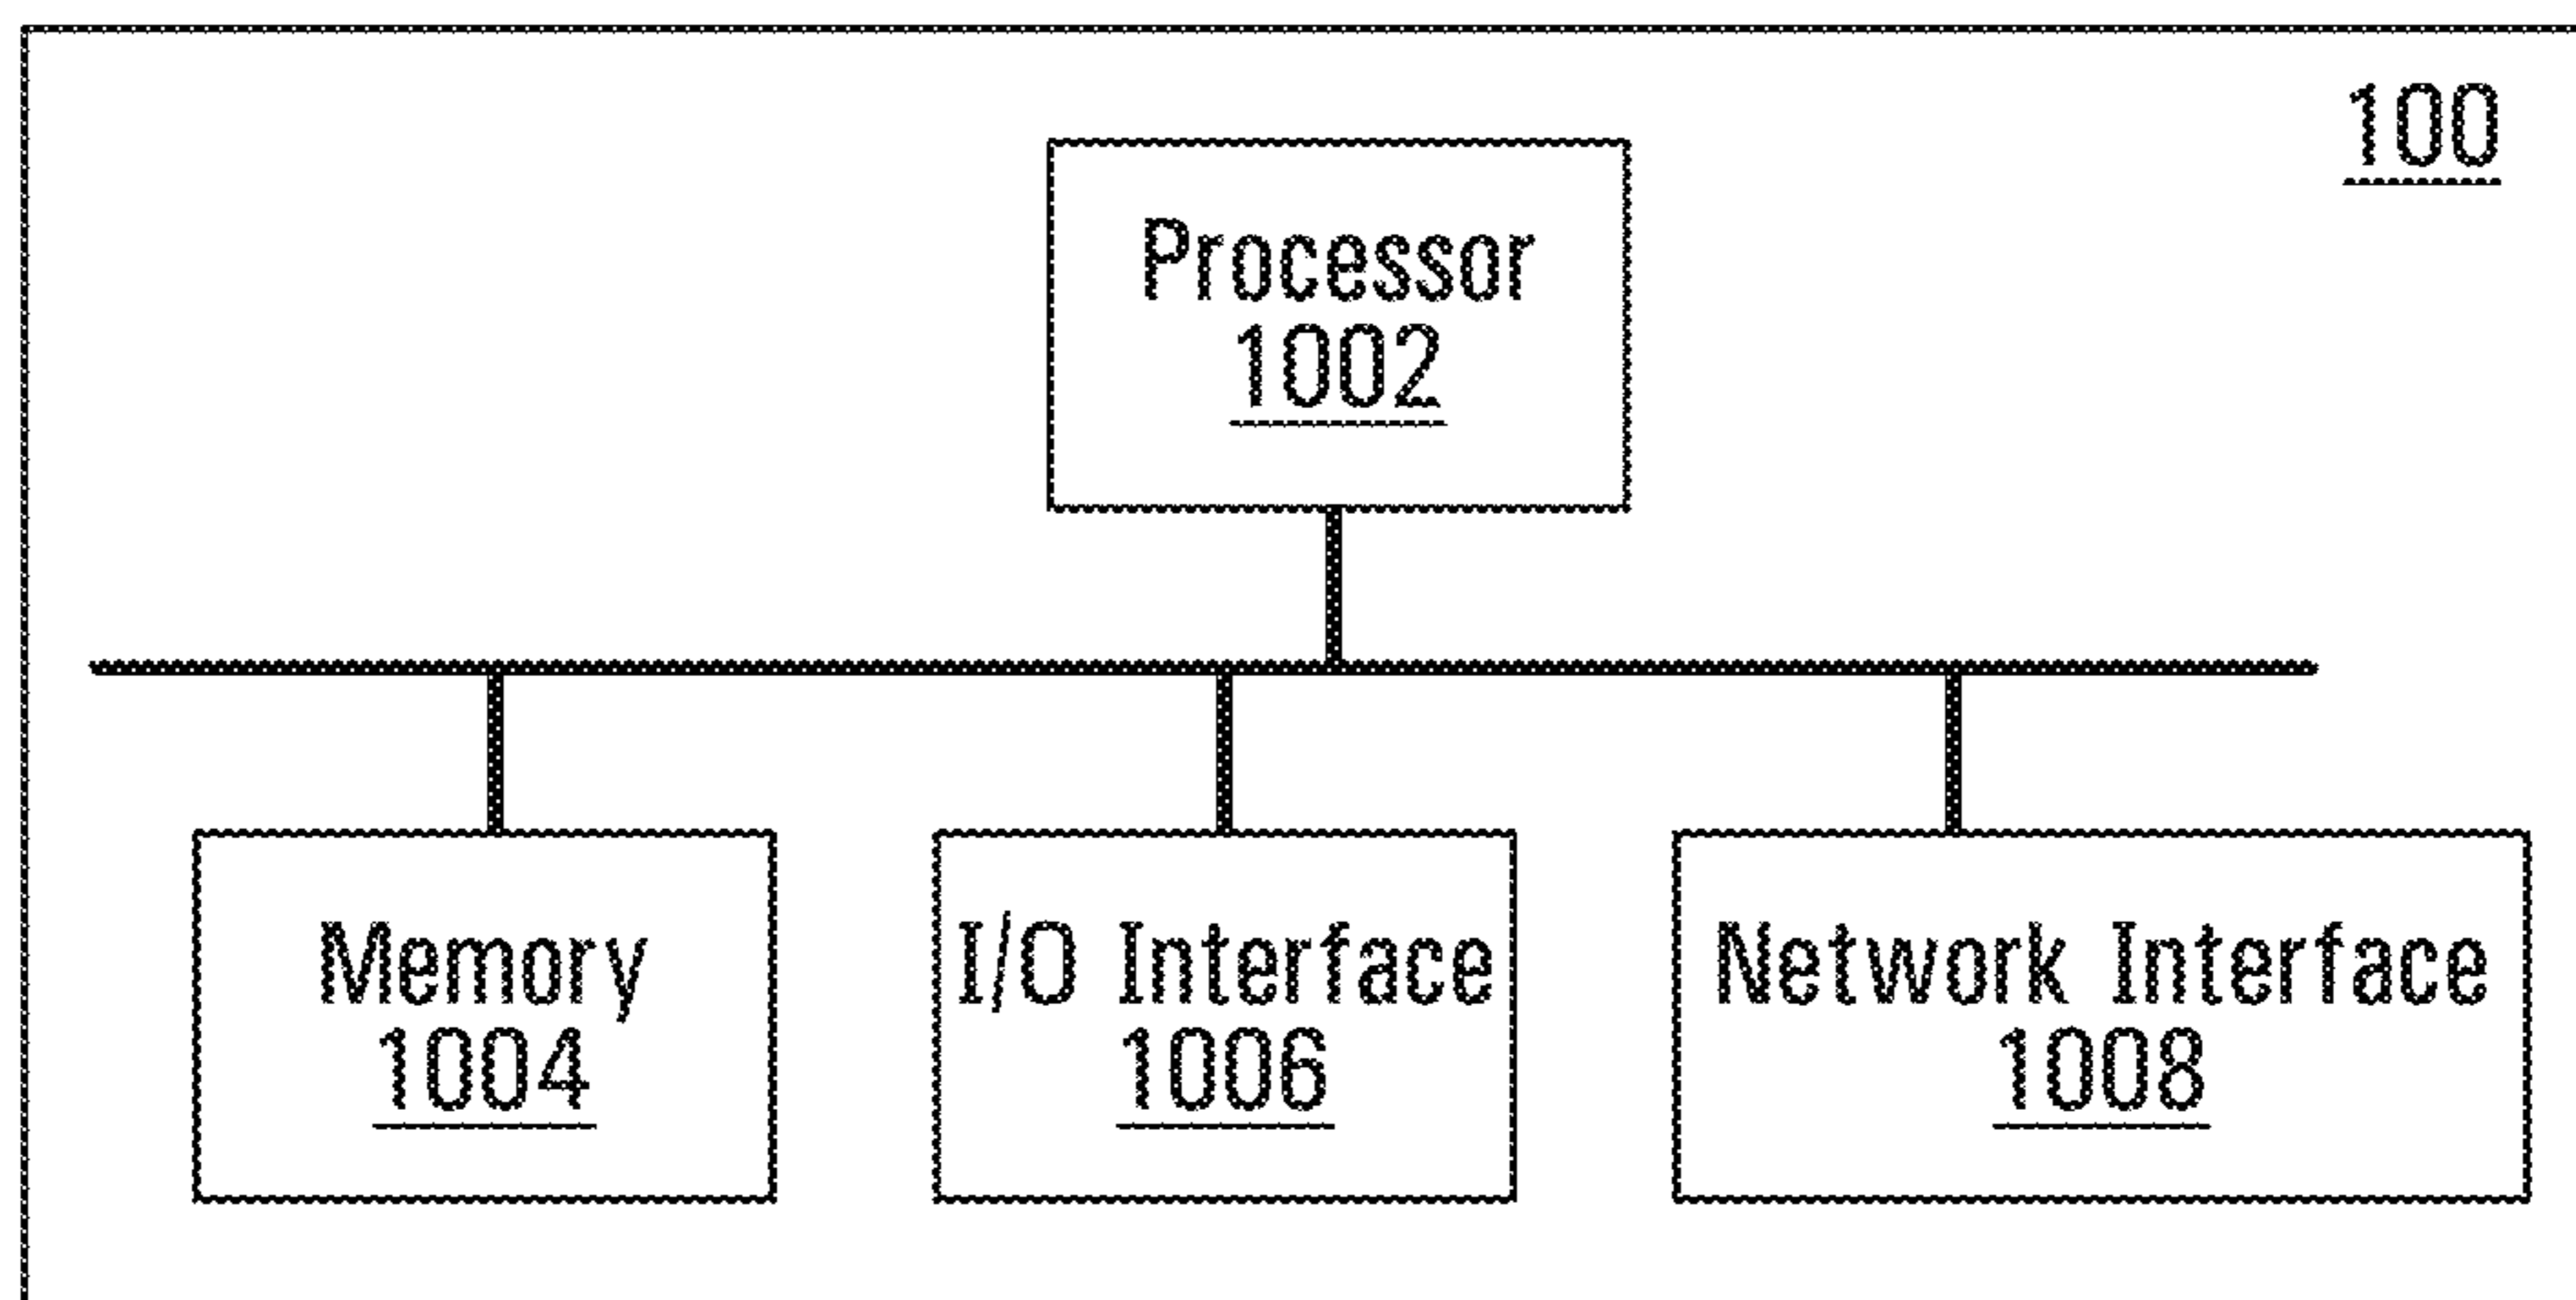 100
Processor
1002
Memory
1004
I/O Interface
1006
Network Interface
1008